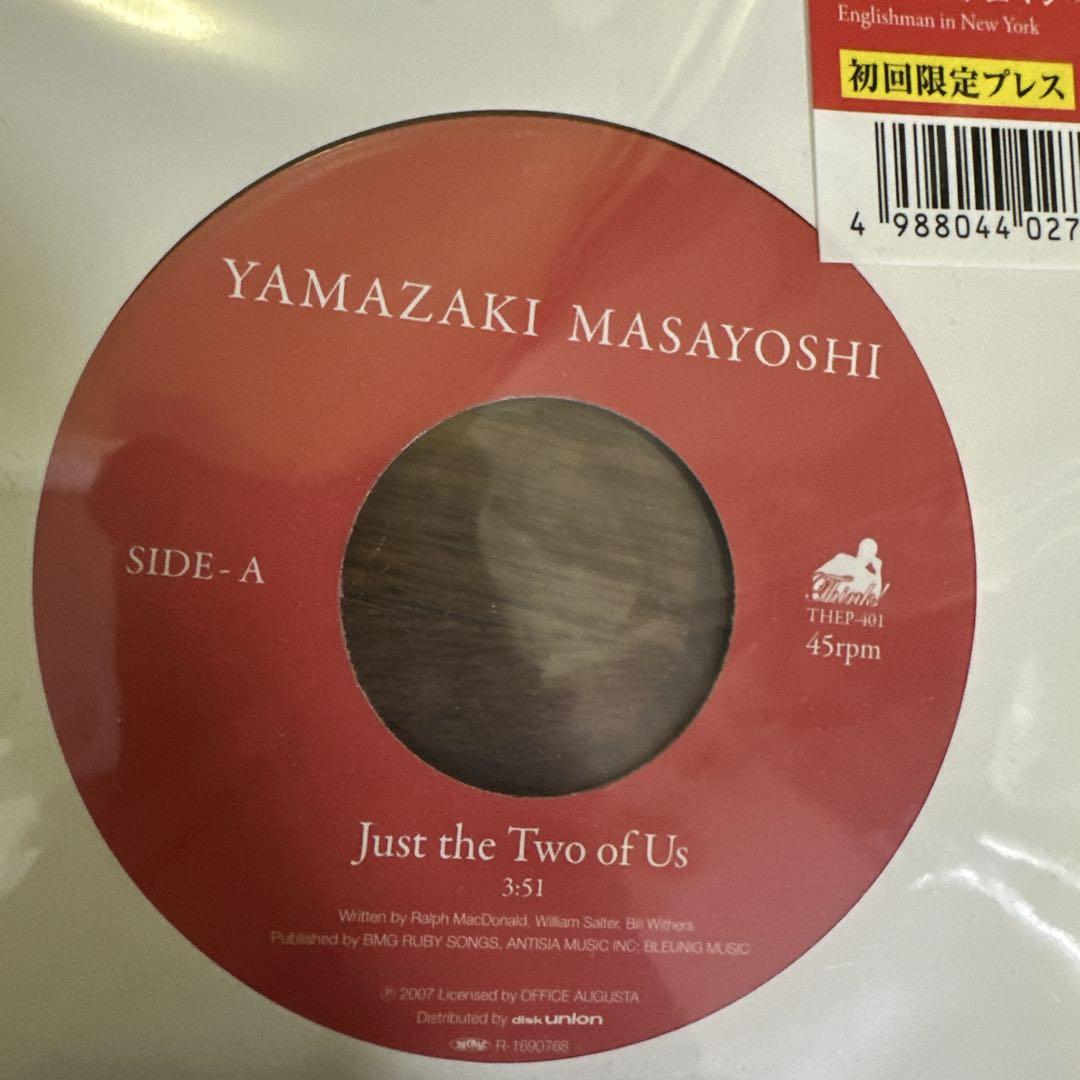 Englishman in New York
初回限定プレス
4 988044 027
YAMAZAKI MASAYOSHI
SIDE - A
Think!
THEP-401
45rpm
Just the Two of Us
3:51
Written by Ralph MacDonald, William Salter, Bill Withers
Published by BMG RUBY SONGS, ANTISIA MUSIC INC; BLEUNIG MUSIC
℗ 2007 Licensed by OFFICE AUGUSTA
Distributed by disk union
R-1690768